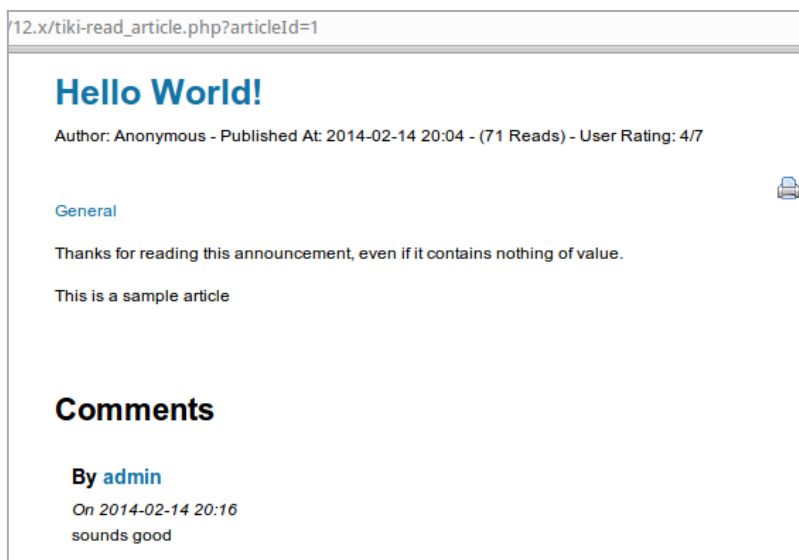 /12.x/tiki-read_article.php?articleId=1
Hello World!
Author: Anonymous - Published At: 2014-02-14 20:04 - (71 Reads) - User Rating: 4/7
General
Thanks for reading this announcement, even if it contains nothing of value.
This is a sample article
Comments
By admin
On 2014-02-14 20:16
sounds good